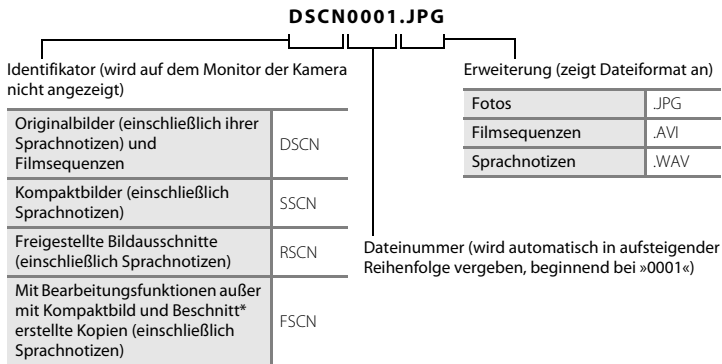 DSCN0001.JPG
Identifikator (wird auf dem Monitor der Kamera
nicht angezeigt)
Originalbilder (einschließlich ihrer
Sprachnotizen) und
Filmsequenzen
DSCN
Kompaktbilder (einschließlich
Sprachnotizen)
SSCN
Freigestellte Bildausschnitte
(einschließlich Sprachnotizen)
RSCN
Mit Bearbeitungsfunktionen außer
mit Kompaktbild und Beschnitt*
erstellte Kopien (einschließlich
Sprachnotizen)
FSCN
Erweiterung (zeigt Dateiformat an)
Fotos .JPG
Filmsequenzen .AVI
Sprachnotizen .WAV
Dateinummer (wird automatisch in aufsteigender
Reihenfolge vergeben, beginnend bei »0001«)